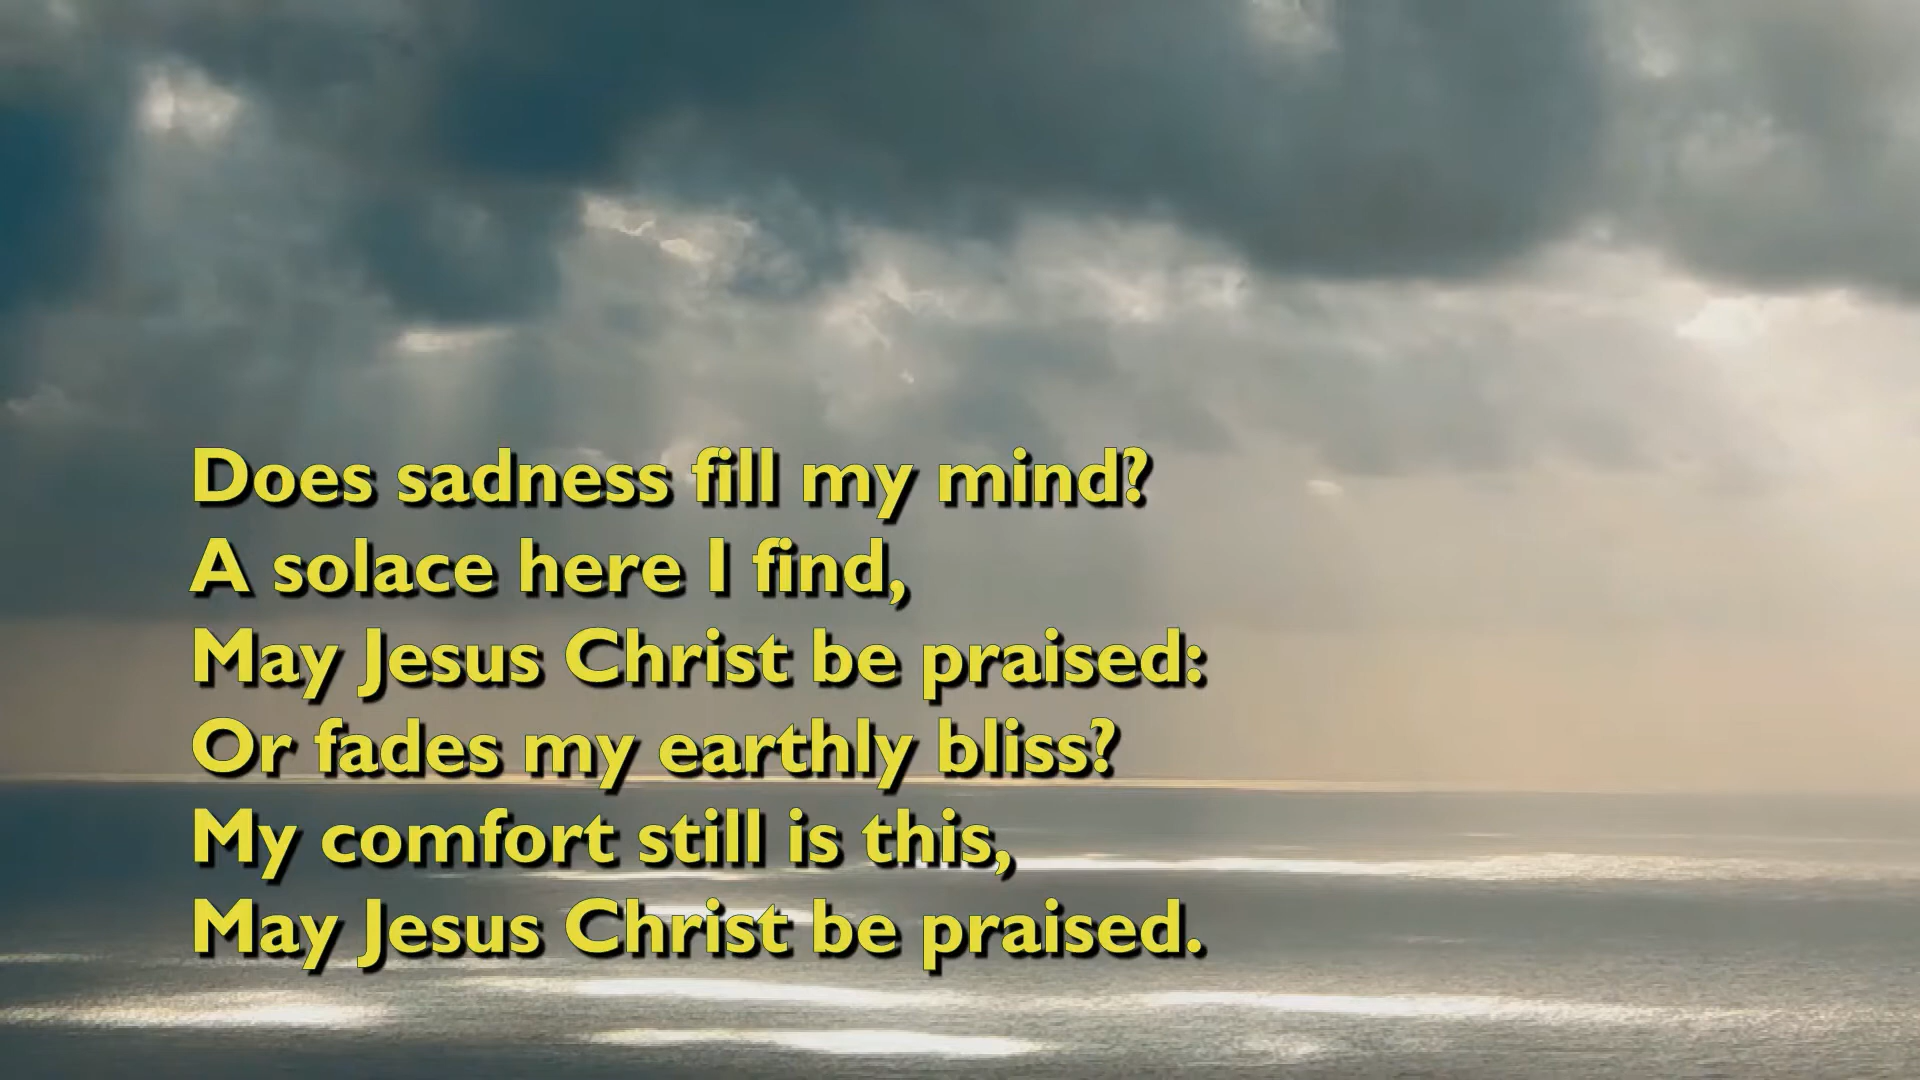 Does sadness fill my mind?
A solace here I find,
May Jesus Christ be praised:
Or fades my earthly bliss?
My comfort still is this,
May Jesus Christ be praised.